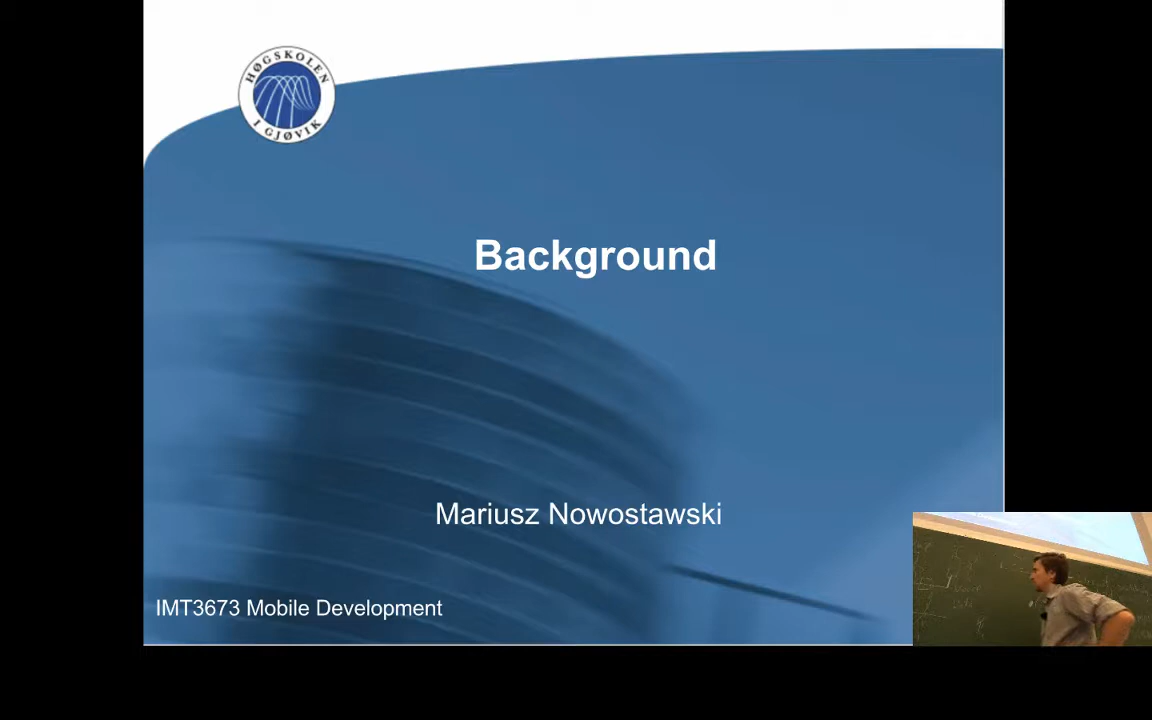 HØGSKOLEN
I GJØVIK
Background
Mariusz Nowostawski
IMT3673 Mobile Development